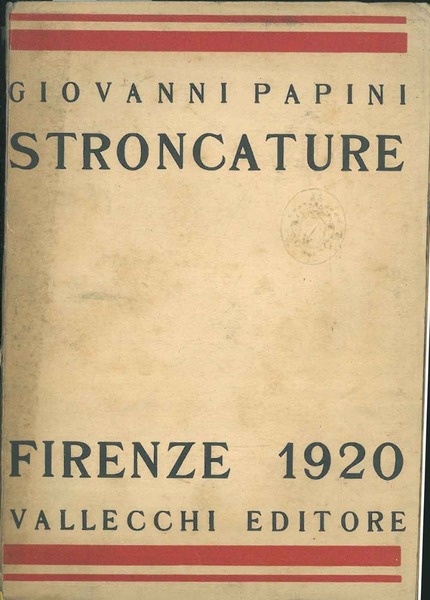 GIOVANNI PAPINI
STRONCATURE
FIRENZE 1920
VALLECCHI EDITORE